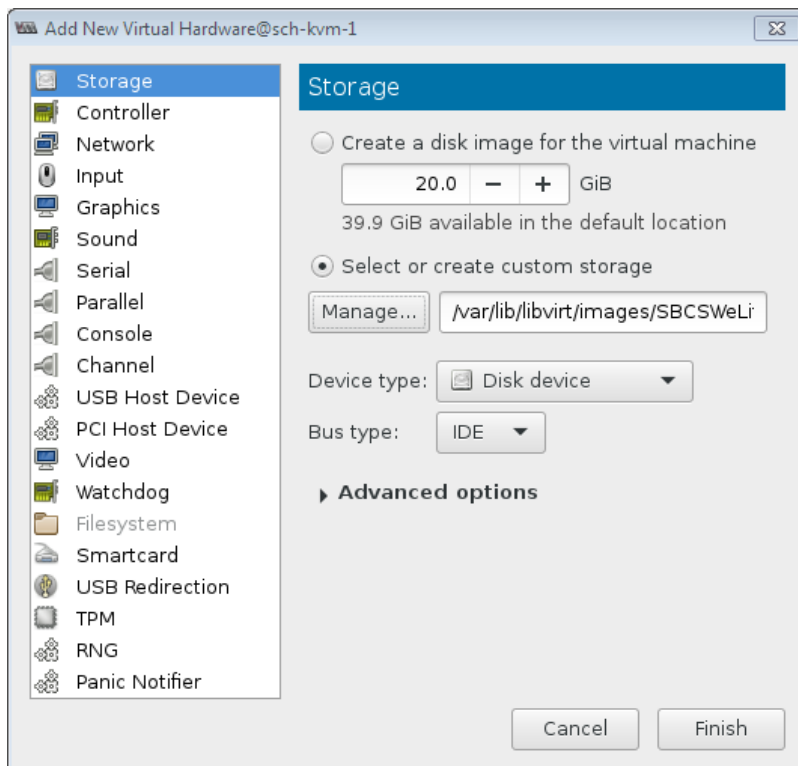 Add New Virtual Hardware@sch-kvm-1
Storage
Controller
Network
Input
Graphics
Sound
Serial
Parallel
Console
Channel
USB Host Device
PCI Host Device
Video
Watchdog
Filesystem
Smartcard
USB Redirection
TPM
RNG
Panic Notifier
Storage
Create a disk image for the virtual machine
20.0 − + GiB
39.9 GiB available in the default location
Select or create custom storage
Manage... /var/lib/libvirt/images/SBCSWeLi
Device type: Disk device
Bus type: IDE
Advanced options
Cancel Finish